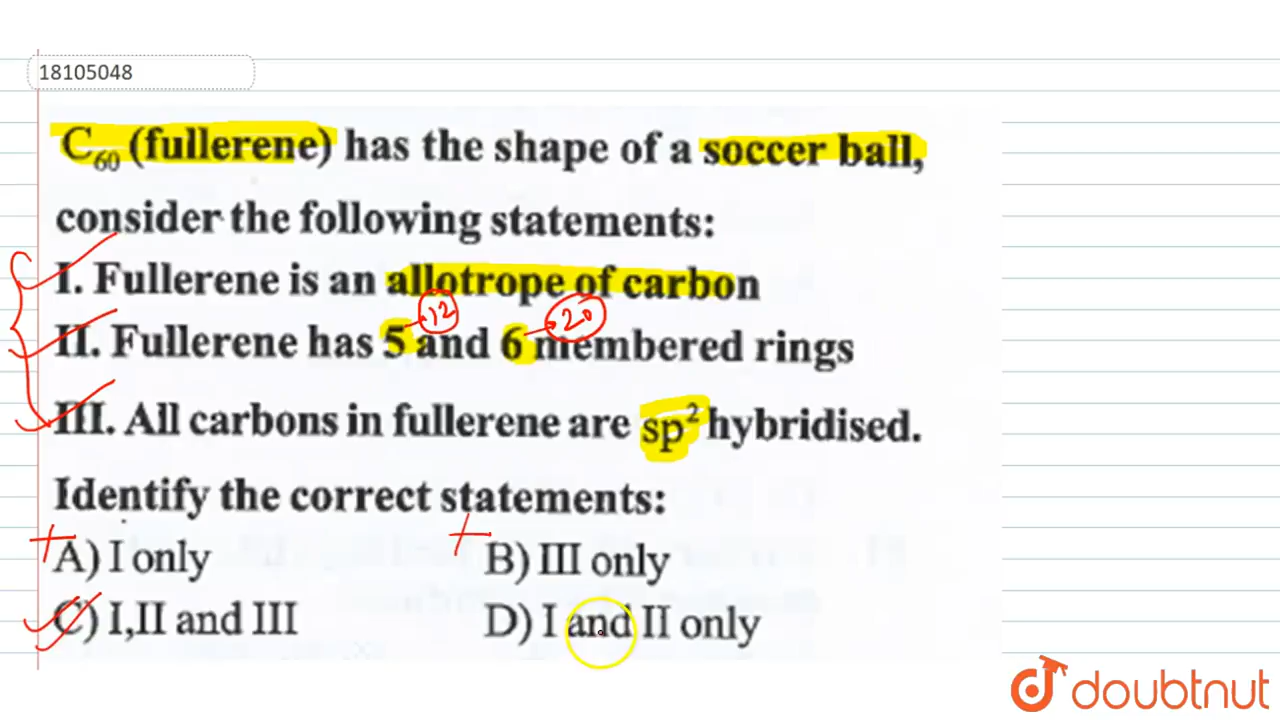 18105048
C60 (fullerene) has the shape of a soccer ball,
consider the following statements:
I. Fullerene is an allotrope of carbon
12 20
II. Fullerene has 5 and 6 membered rings
III. All carbons in fullerene are sp² hybridised.
Identify the correct statements:
A) I only B) III only
C) I,II and III D) I and II only
doubtnut